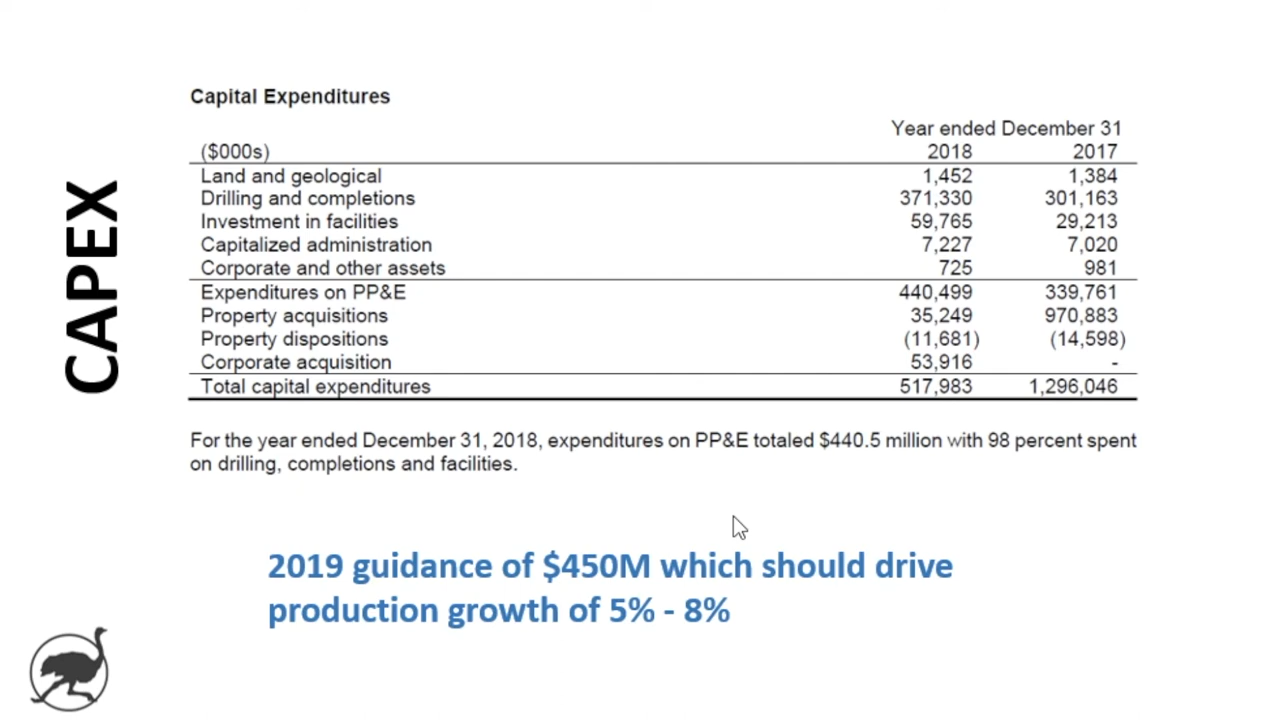 CAPEX
Capital Expenditures
Year ended December 31
($000s) 2018 2017
Land and geological 1,452 1,384
Drilling and completions 371,330 301,163
Investment in facilities 59,765 29,213
Capitalized administration 7,227 7,020
Corporate and other assets 725 981
Expenditures on PP&E 440,499 339,761
Property acquisitions 35,249 970,883
Property dispositions (11,681) (14,598)
Corporate acquisition 53,916 -
Total capital expenditures 517,983 1,296,046
For the year ended December 31, 2018, expenditures on PP&E totaled $440.5 million with 98 percent spent
on drilling, completions and facilities.
2019 guidance of $450M which should drive
production growth of 5% - 8%